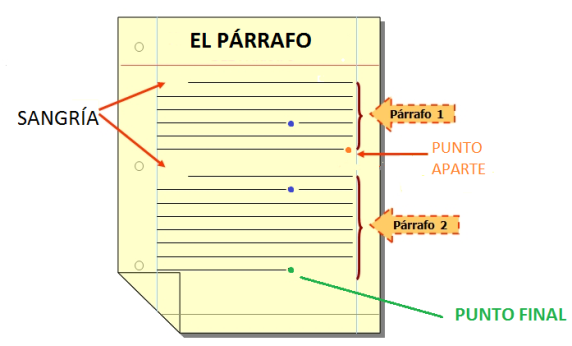 EL PÁRRAFO
SANGRÍA
Párrafo 1
PUNTO
APARTE
Párrafo 2
PUNTO FINAL